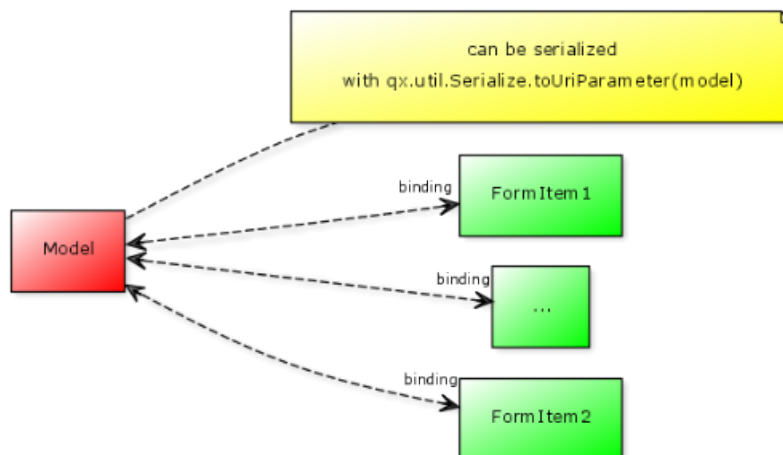 can be serialized
with qx.util.Serialize.toUriParameter(model)
binding
FormItem1
Model
binding
...
binding
FormItem2